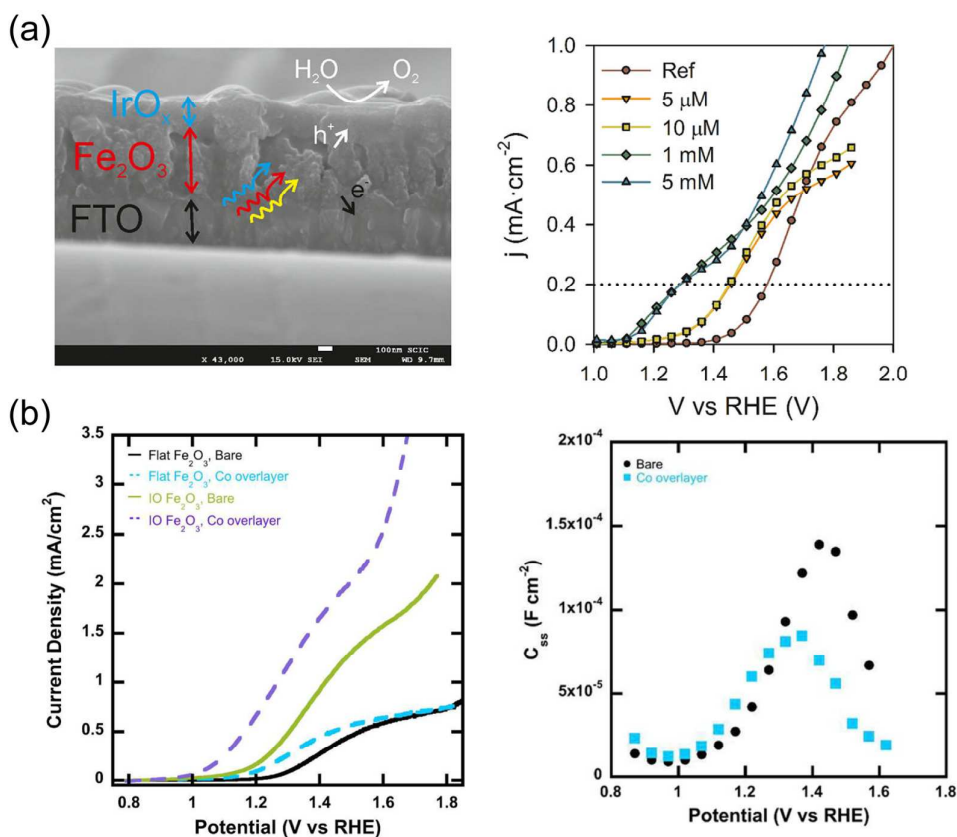 (a)
H₂O
O₂
IrOₓ
h⁺
Fe₂O₃
e⁻
FTO
100nm SCIC
X 43,000 15.0kV SEI SEM WD 9.7mm
1.0
0.8
0.6
0.4
0.2
0.0
j (mA·cm⁻²)
Ref
5 μM
10 μM
1 mM
5 mM
1.0 1.2 1.4 1.6 1.8 2.0
V vs RHE (V)
(b)
3.5
3
2.5
2
1.5
1
0.5
0
Current Density (mA/cm²)
Flat Fe₂O₃, Bare
Flat Fe₂O₃, Co overlayer
IO Fe₂O₃, Bare
IO Fe₂O₃, Co overlayer
0.8 1 1.2 1.4 1.6 1.8
Potential (V vs RHE)
2x10⁻⁴
1.5x10⁻⁴
1x10⁻⁴
5x10⁻⁵
0
Cₛₛ (F cm⁻²)
Bare
Co overlayer
0.8 1 1.2 1.4 1.6 1.8
Potential (V vs RHE)